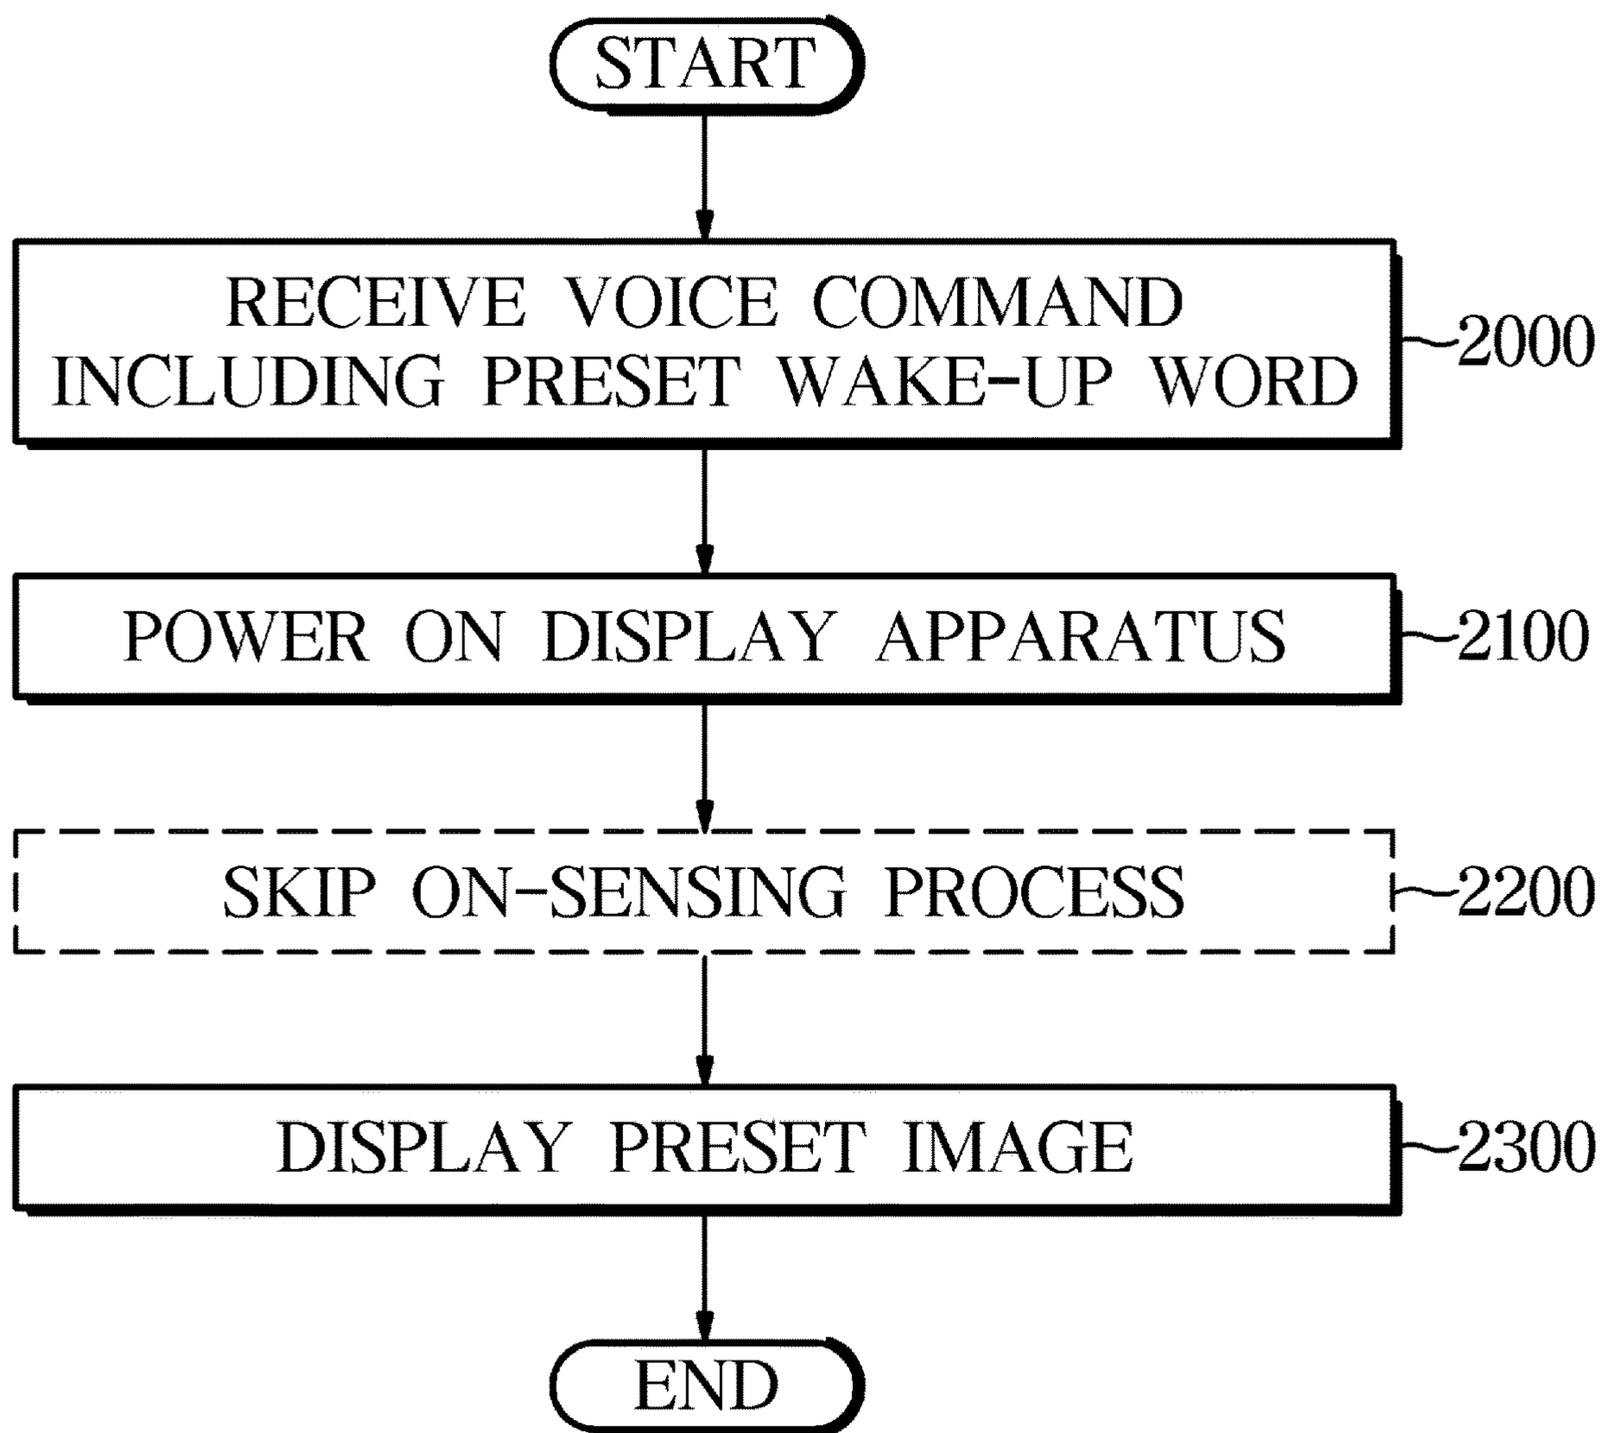 START
RECEIVE VOICE COMMAND
INCLUDING PRESET WAKE-UP WORD
2000
POWER ON DISPLAY APPARATUS
2100
SKIP ON-SENSING PROCESS
2200
DISPLAY PRESET IMAGE
2300
END